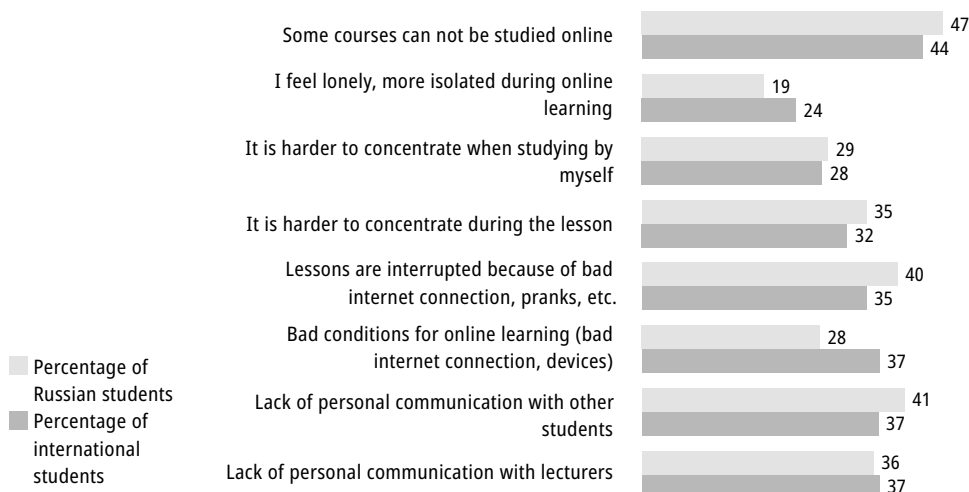 Some courses can not be studied online
47
44
I feel lonely, more isolated during online
learning
19
24
It is harder to concentrate when studying by
myself
29
28
It is harder to concentrate during the lesson
35
32
Lessons are interrupted because of bad
internet connection, pranks, etc.
40
35
Bad conditions for online learning (bad
internet connection, devices)
28
37
Lack of personal communication with other
students
41
37
Lack of personal communication with lecturers
36
37
Percentage of
Russian students
Percentage of
international
students